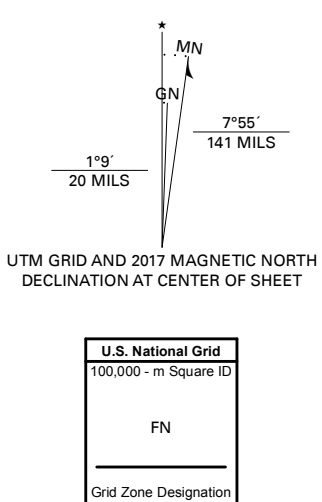 ★
MN
GN
7°55´
141 MILS
1°9´
20 MILS
UTM GRID AND 2017 MAGNETIC NORTH
DECLINATION AT CENTER OF SHEET
U.S. National Grid
100,000 - m Square ID
FN
Grid Zone Designation